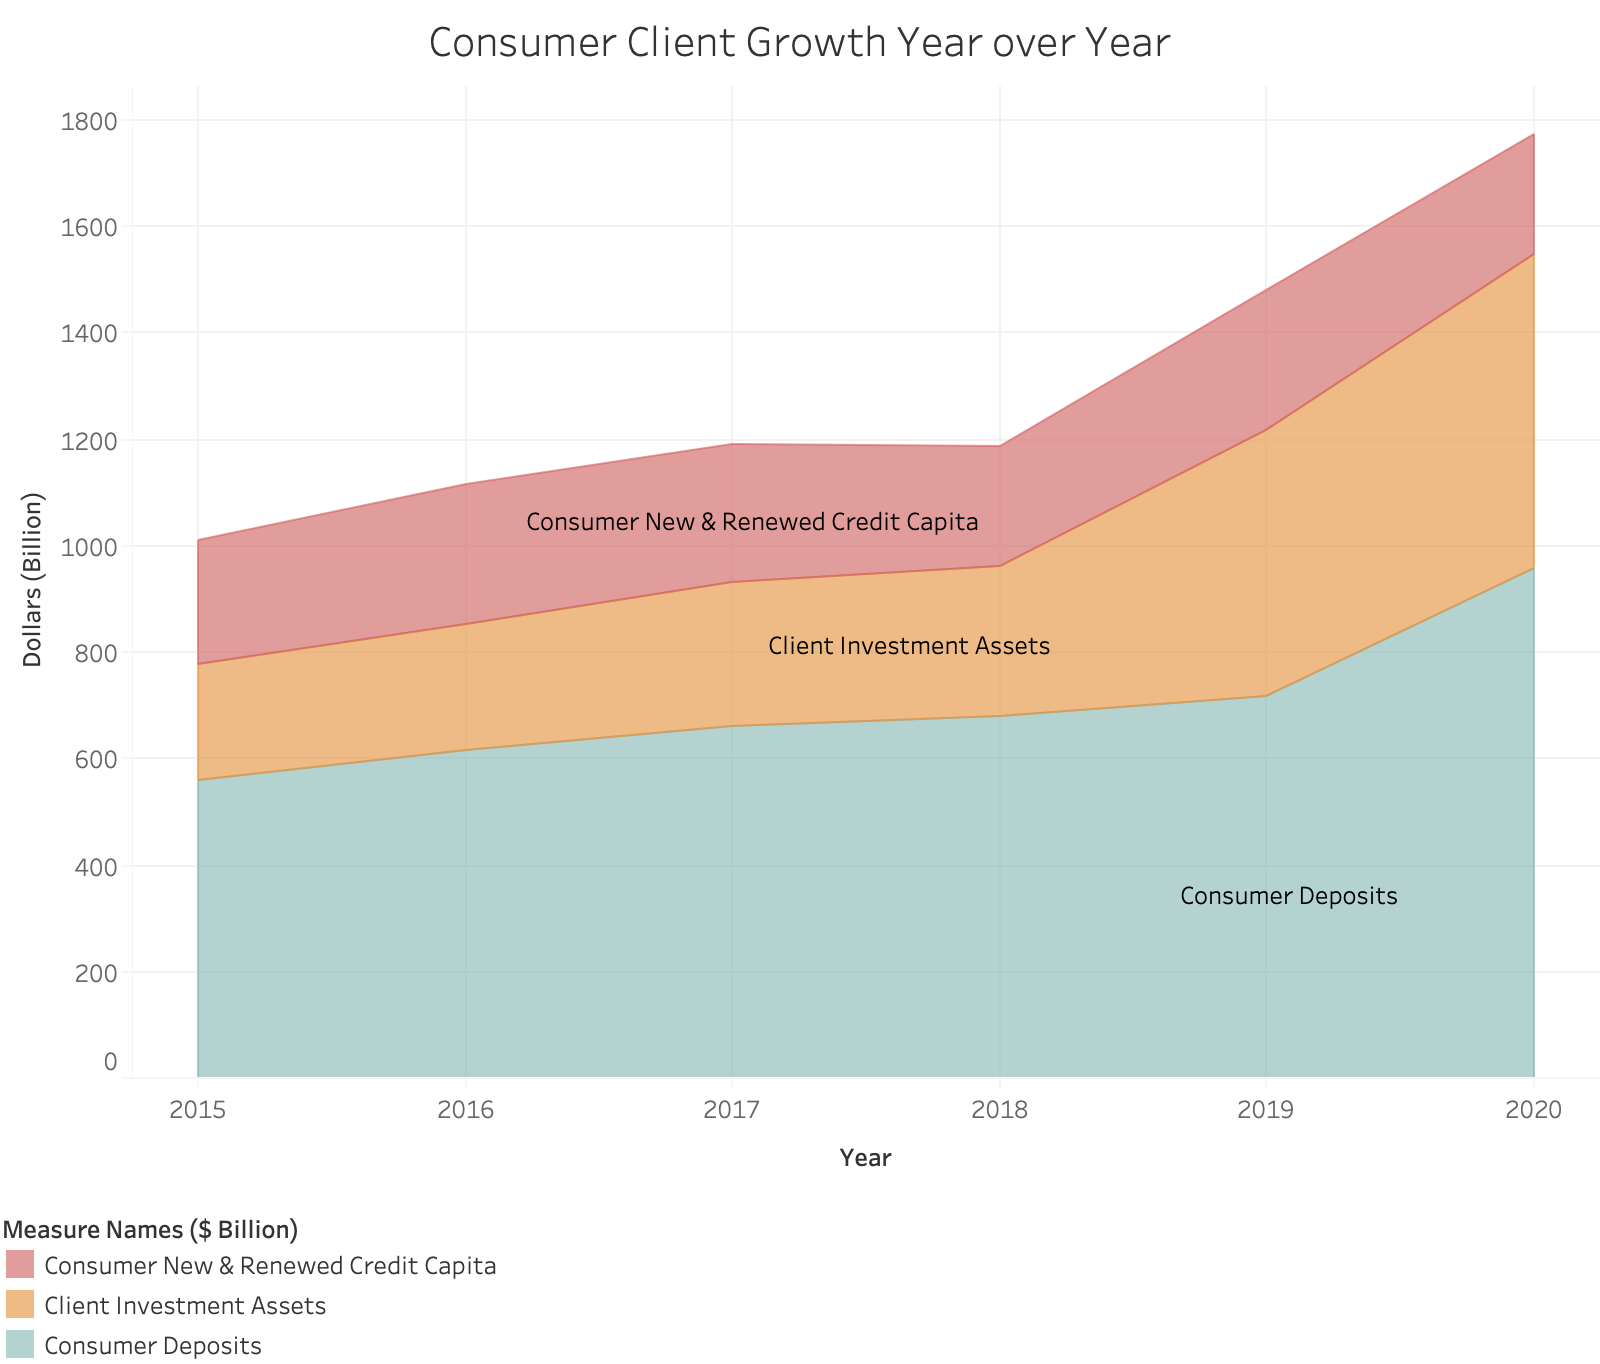 Consumer Client Growth Year over Year
1800
1600
1400
1200
1000
800
600
400
200
0
Dollars (Billion)
Consumer New & Renewed Credit Capita
Client Investment Assets
Consumer Deposits
2015 2016 2017 2018 2019 2020
Year
Measure Names ($ Billion)
Consumer New & Renewed Credit Capita
Client Investment Assets
Consumer Deposits